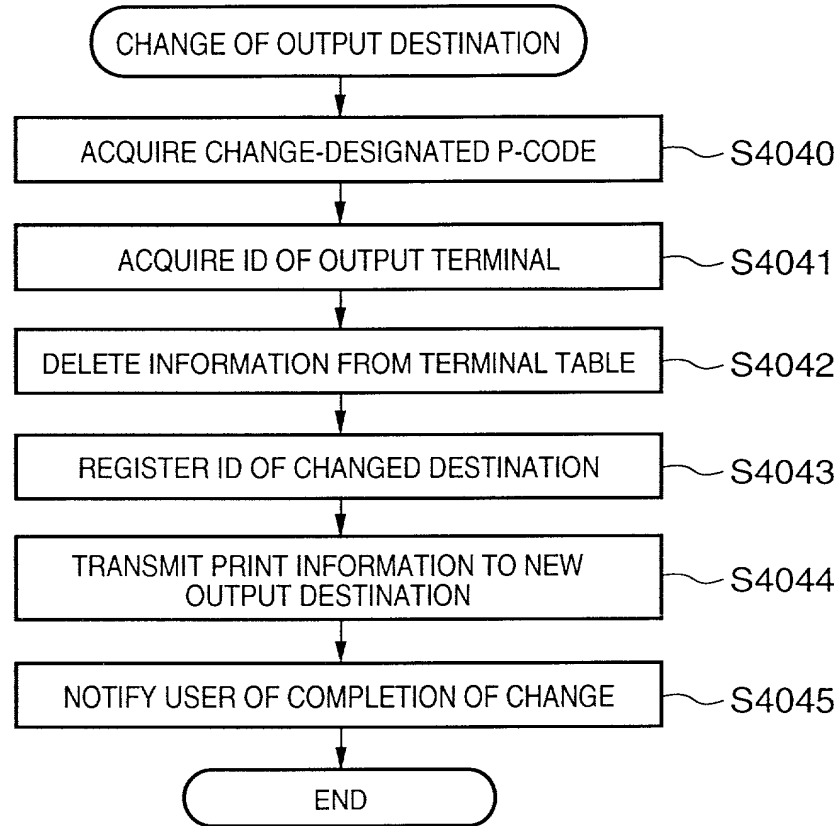 CHANGE OF OUTPUT DESTINATION
ACQUIRE CHANGE-DESIGNATED P-CODE
S4040
ACQUIRE ID OF OUTPUT TERMINAL
S4041
DELETE INFORMATION FROM TERMINAL TABLE
S4042
REGISTER ID OF CHANGED DESTINATION
S4043
TRANSMIT PRINT INFORMATION TO NEW
OUTPUT DESTINATION
S4044
NOTIFY USER OF COMPLETION OF CHANGE
S4045
END